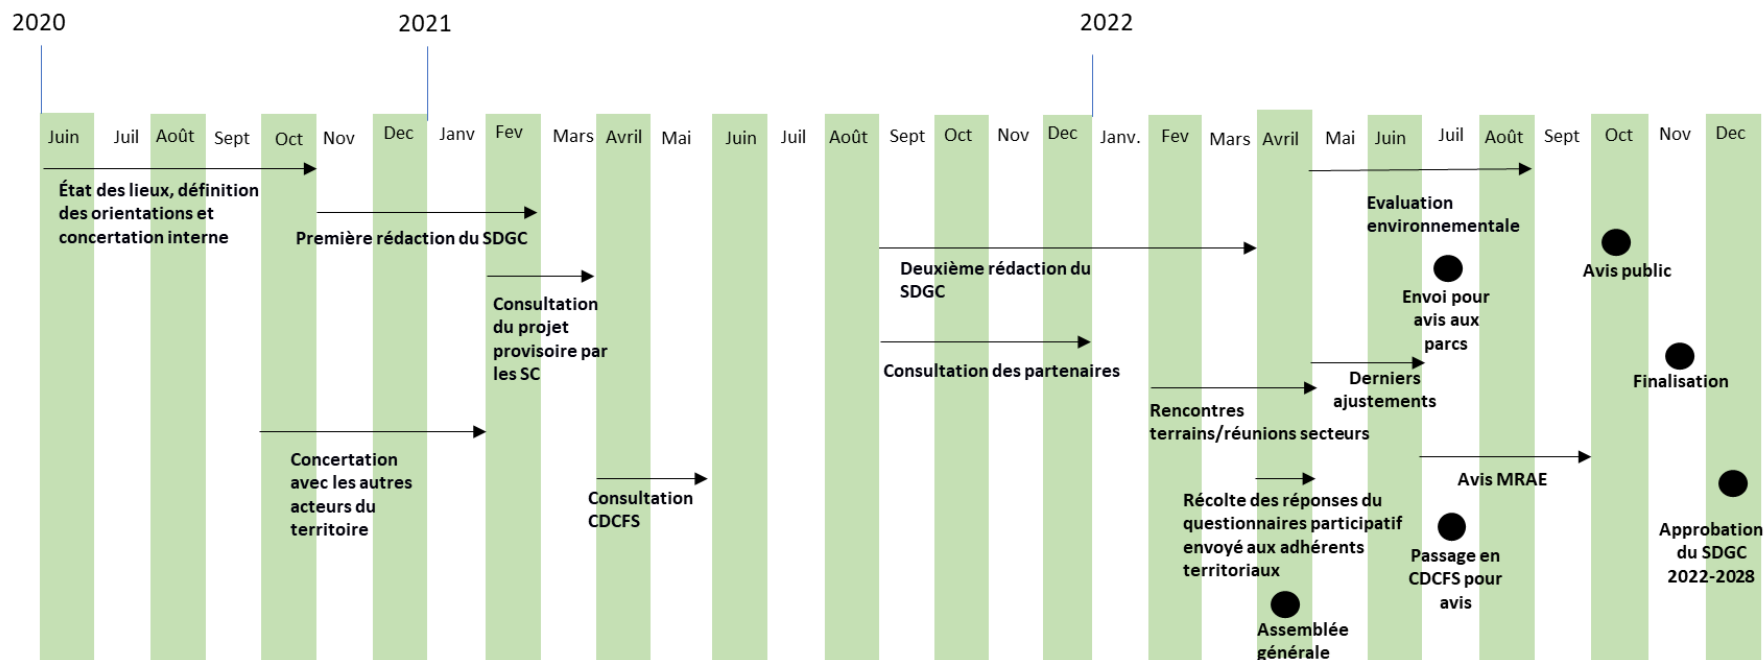 2020
2021
2022
Juin
Juil
Août
Sept
Oct
Nov
Dec
Janv
Fev
Mars
Avril
Mai
Juin
Juil
Août
Sept
Oct
Nov
Dec
Janv.
Fev
Mars
Avril
Mai
Juin
Juil
Août
Sept
Oct
Nov
Dec
État des lieux, définition
des orientations et
concertation interne
Première rédaction du SDGC
Consultation
du projet
provisoire par
les SC
Concertation
avec les autres
acteurs du
territoire
Consultation
CDCFS
Deuxième rédaction du
SDGC
Consultation des partenaires
Rencontres
terrains/réunions secteurs
Récolte des réponses du
questionnaires participatif
envoyé aux adhérents
territoriaux
Assemblée
générale
Evaluation
environnementale
Envoi pour
avis aux
parcs
Derniers
ajustements
Avis MRAE
Passage en
CDCFS pour
avis
Avis public
Finalisation
Approbation
du SDGC
2022-2028